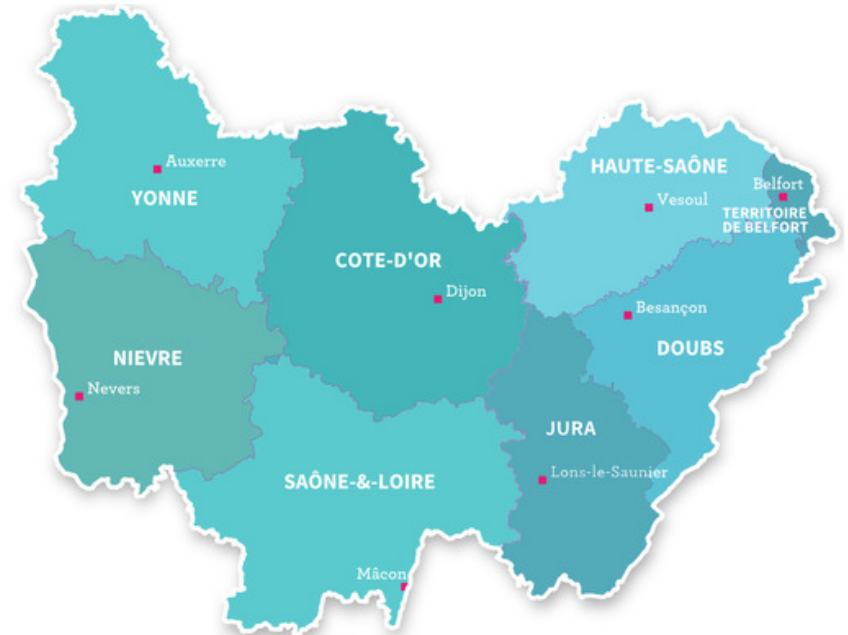 Auxerre
YONNE
HAUTE-SAÔNE
Belfort
Vesoul
TERRITOIRE
DE BELFORT
COTE-D'OR
Dijon
Besançon
DOUBS
NIEVRE
Nevers
JURA
Lons-le-Saunier
SAÔNE-&-LOIRE
Mâcon